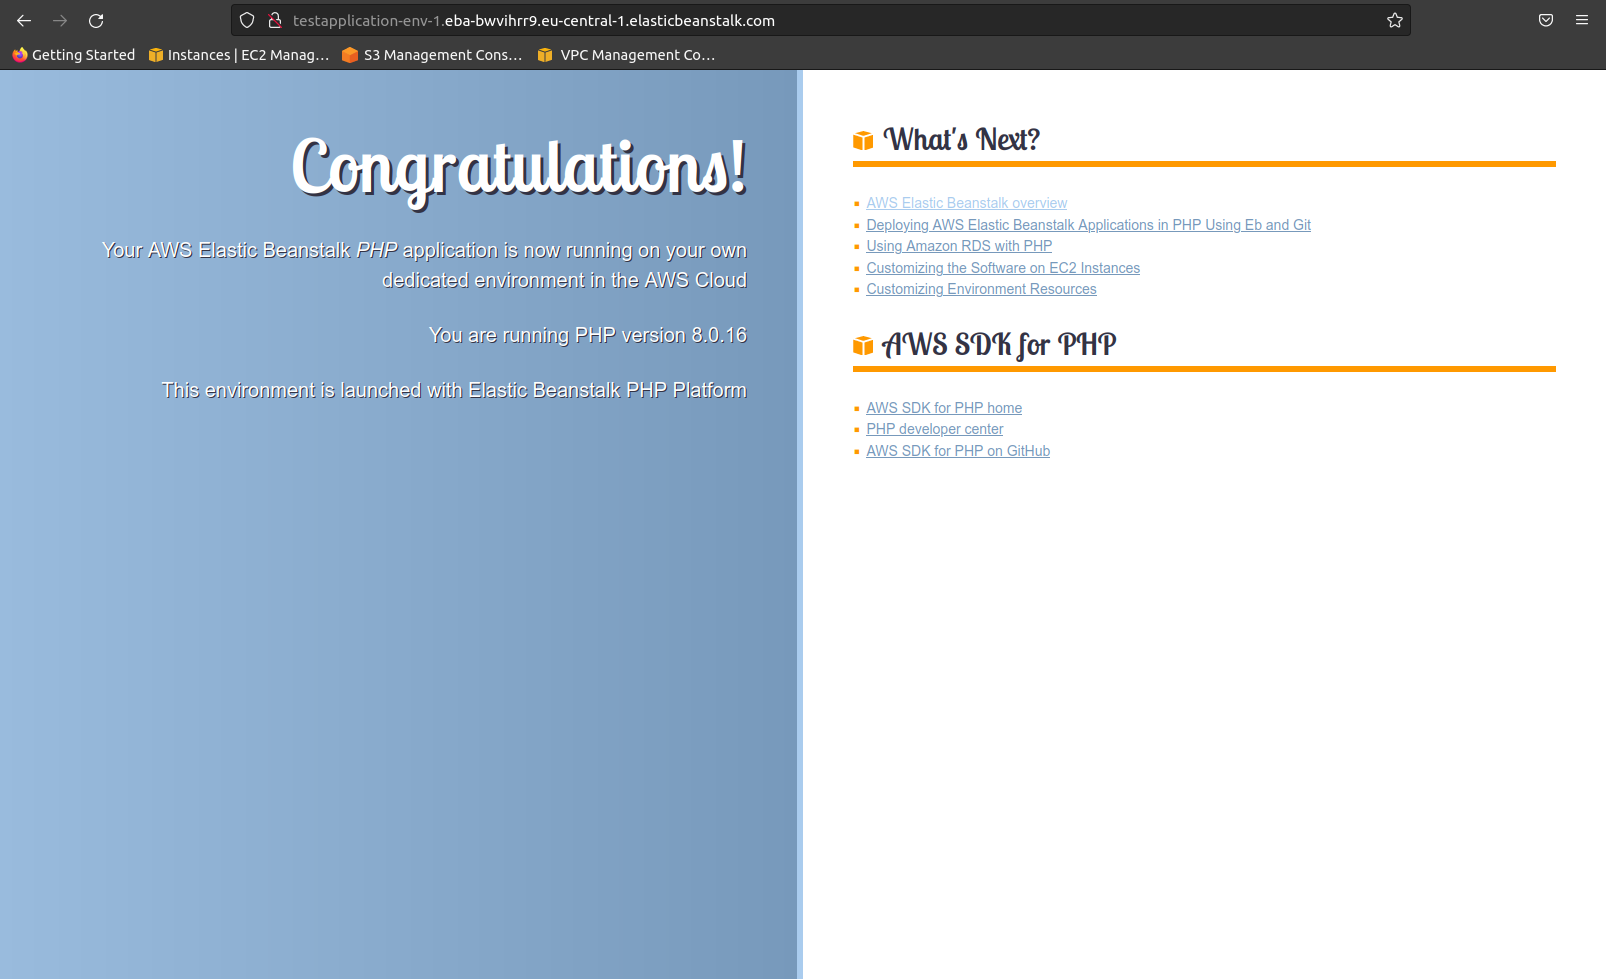 testapplication-env-1.eba-bwvihrr9.eu-central-1.elasticbeanstalk.com
Getting Started
Instances | EC2 Manag...
S3 Management Cons...
VPC Management Co...
Congratulations!
Your AWS Elastic Beanstalk PHP application is now running on your own
dedicated environment in the AWS Cloud
You are running PHP version 8.0.16
This environment is launched with Elastic Beanstalk PHP Platform
What's Next?
AWS Elastic Beanstalk overview
Deploying AWS Elastic Beanstalk Applications in PHP Using Eb and Git
Using Amazon RDS with PHP
Customizing the Software on EC2 Instances
Customizing Environment Resources
AWS SDK for PHP
AWS SDK for PHP home
PHP developer center
AWS SDK for PHP on GitHub